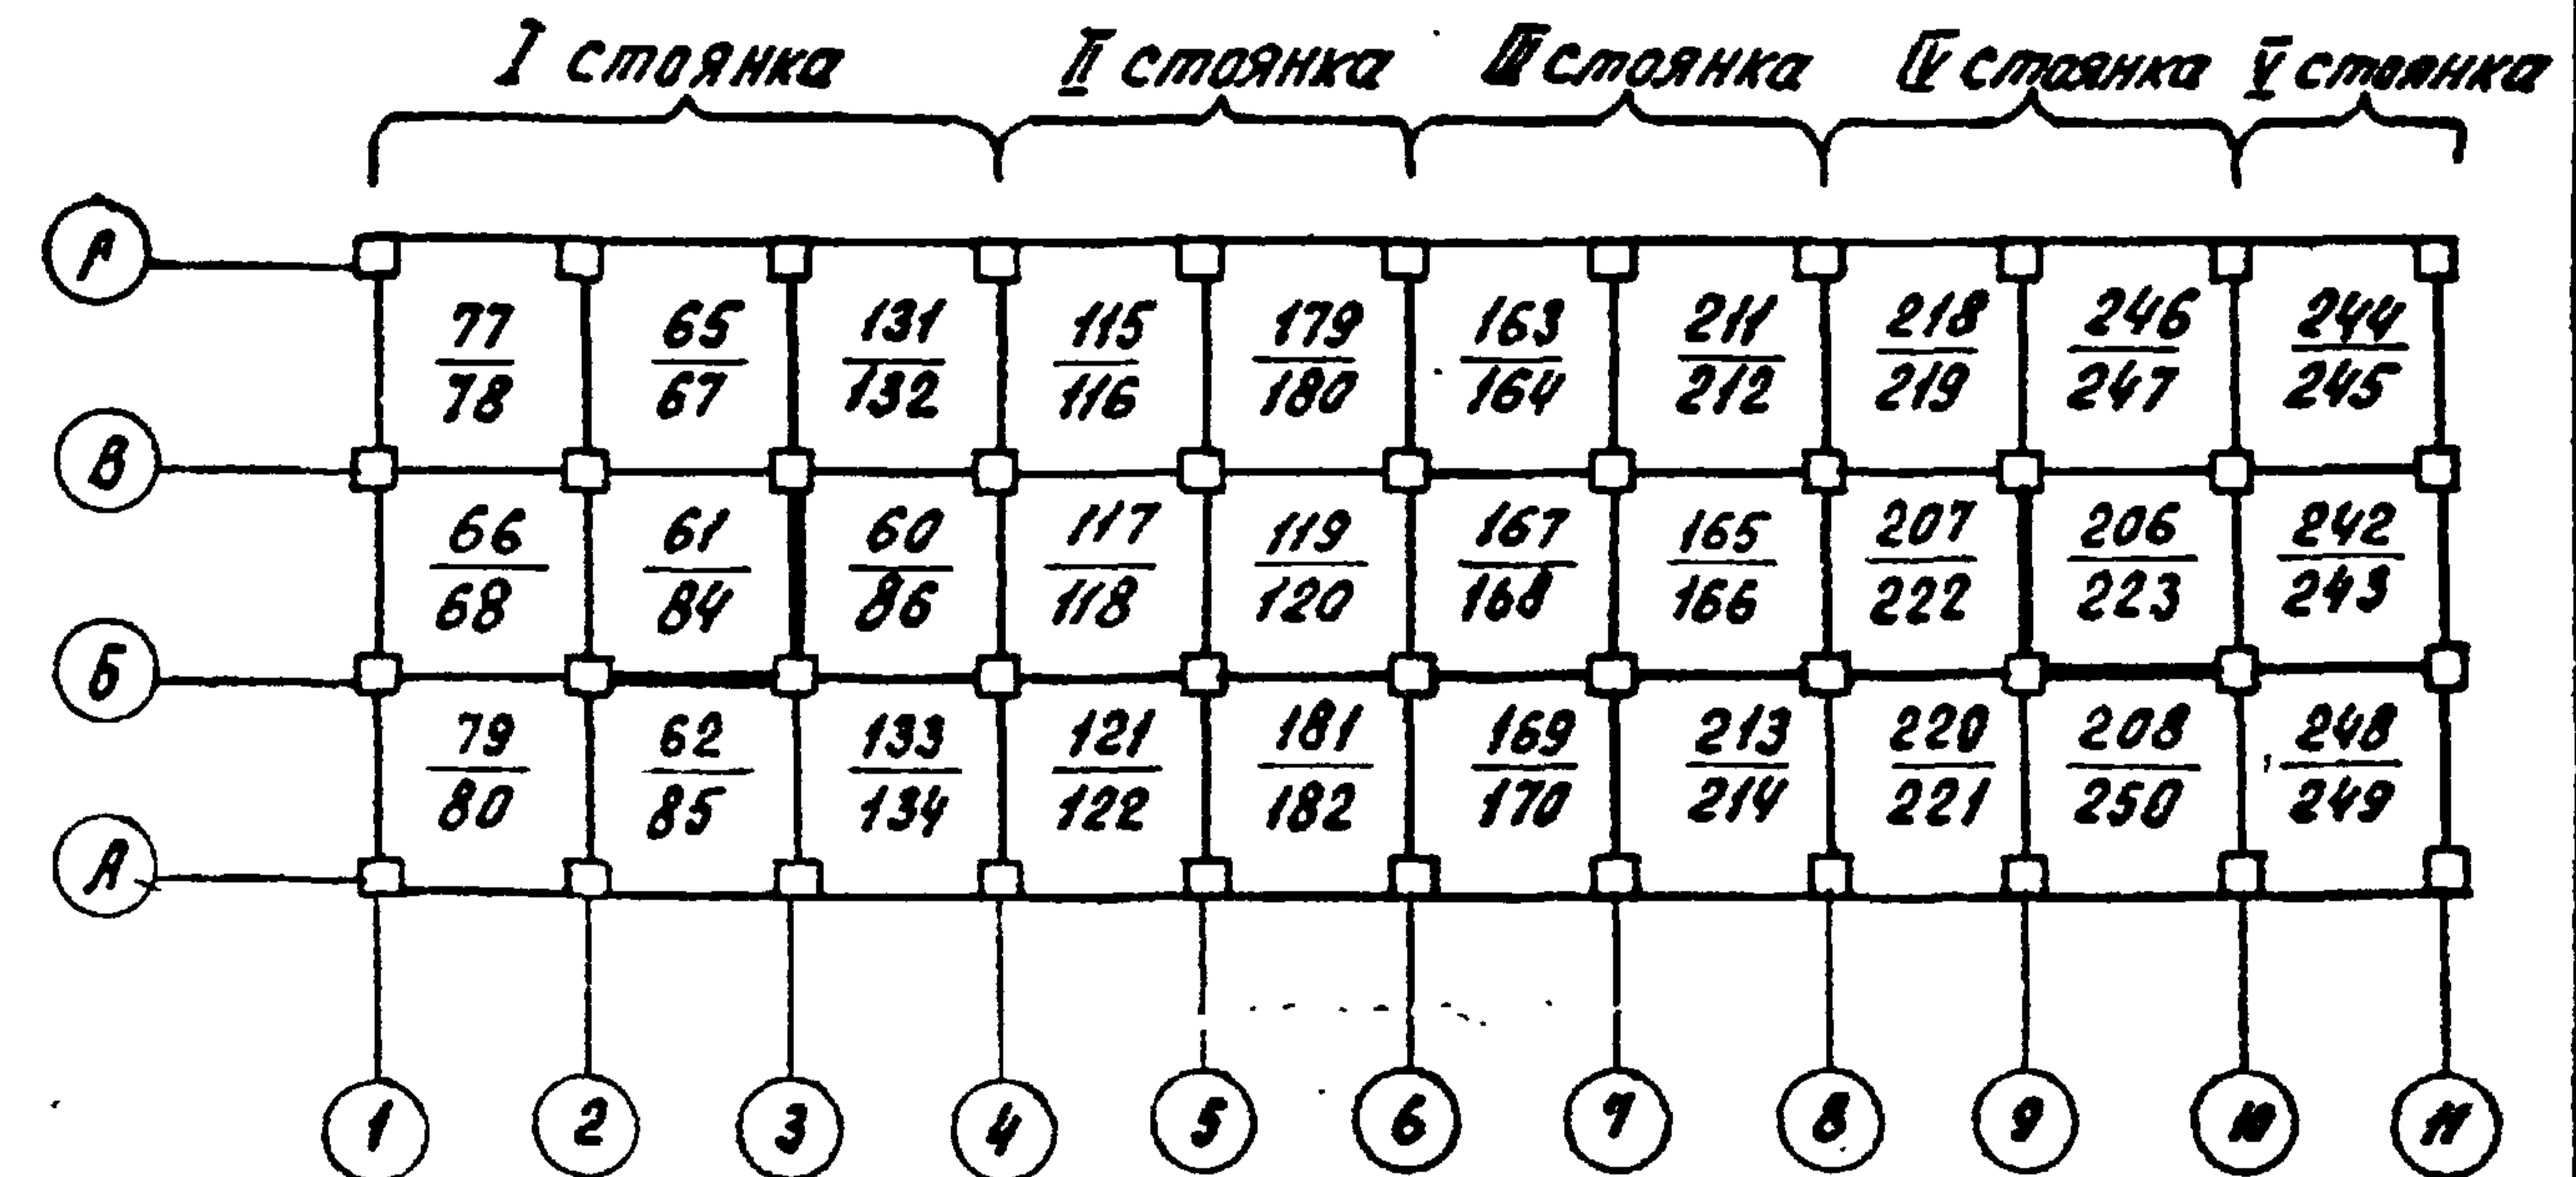 I стоянка II стоянка III стоянка IV стоянка V стоянка
Г
77 65 131 115 179 163 211 218 246 244
78 67 132 116 180 164 212 219 247 245
В
66 61 60 117 119 167 165 207 206 242
68 84 86 118 120 168 166 222 223 243
Б
79 62 133 121 181 169 213 220 208 248
80 85 134 122 182 170 214 221 250 249
А
1 2 3 4 5 6 7 8 9 10 11